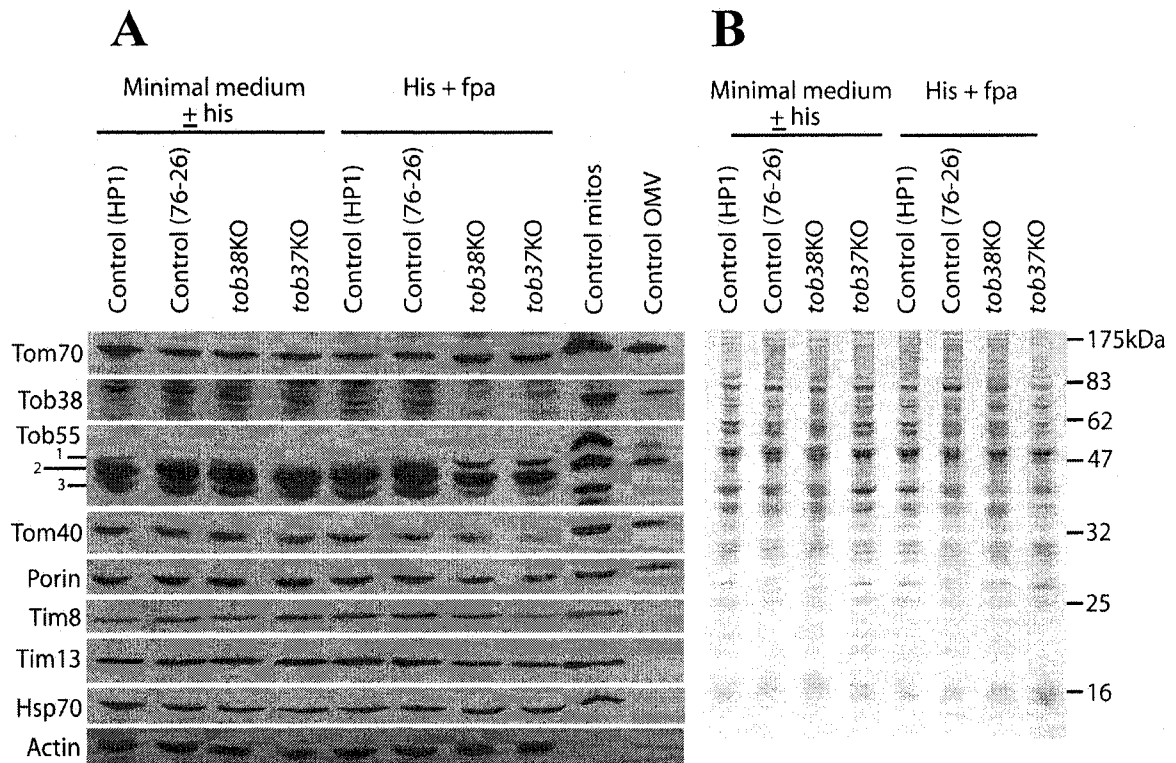 A
Minimal medium
± his
His + fpa
Control (HP1)
Control (76-26)
tob38KO
tob37KO
Control (HP1)
Control (76-26)
tob38KO
tob37KO
Control mitos
Control OMV
Tom70
Tob38
Tob55
1
2
3
Tom40
Porin
Tim8
Tim13
Hsp70
Actin
B
Minimal medium
± his
His + fpa
Control (HP1)
Control (76-26)
tob38KO
tob37KO
Control (HP1)
Control (76-26)
tob38KO
tob37KO
175kDa
83
62
47
32
25
16